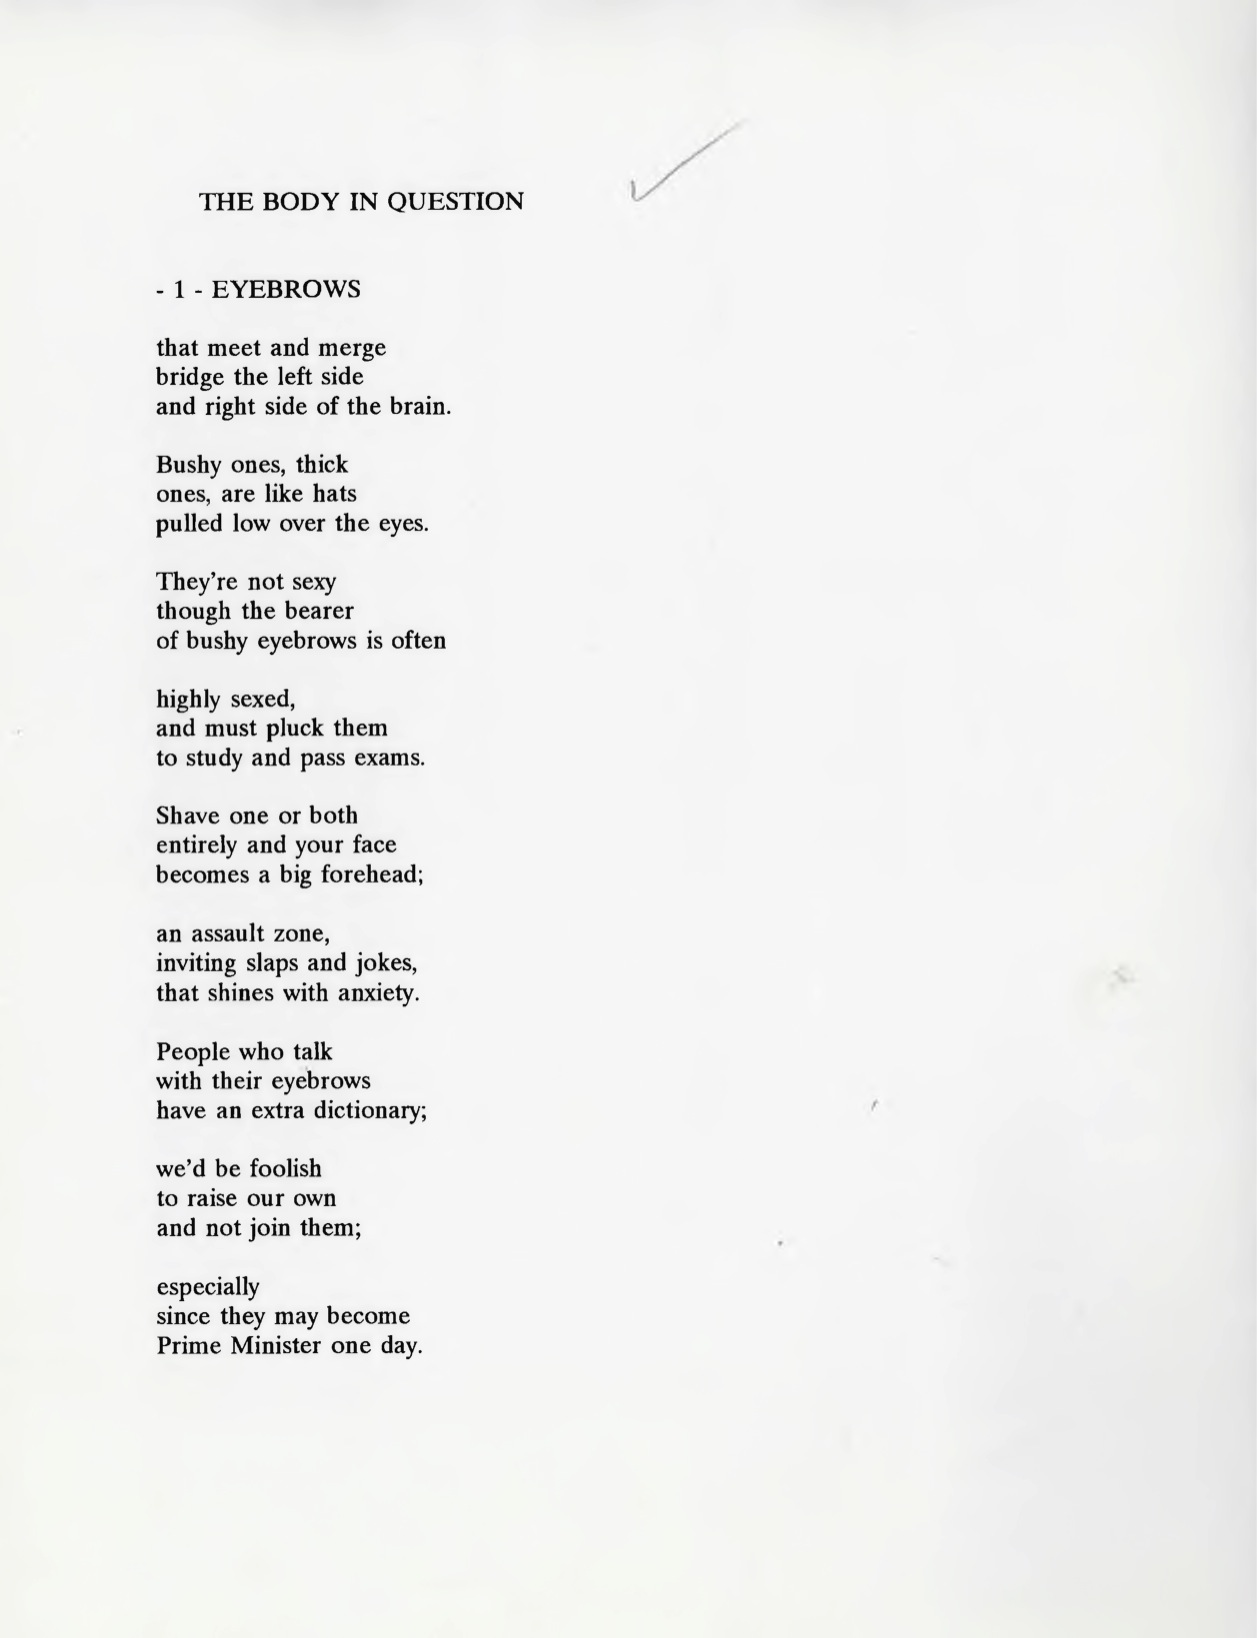 THE BODY IN QUESTION
- 1 - EYEBROWS
that meet and merge
bridge the left side
and right side of the brain.
Bushy ones, thick
ones, are like hats
pulled low over the eyes.
They're not sexy
though the bearer
of bushy eyebrows is often
highly sexed,
and must pluck them
to study and pass exams.
Shave one or both
entirely and your face
becomes a big forehead;
an assault zone,
inviting slaps and jokes,
that shines with anxiety.
People who talk
with their eyebrows
have an extra dictionary;
we'd be foolish
to raise our own
and not join them;
especially
since they may become
Prime Minister one day.